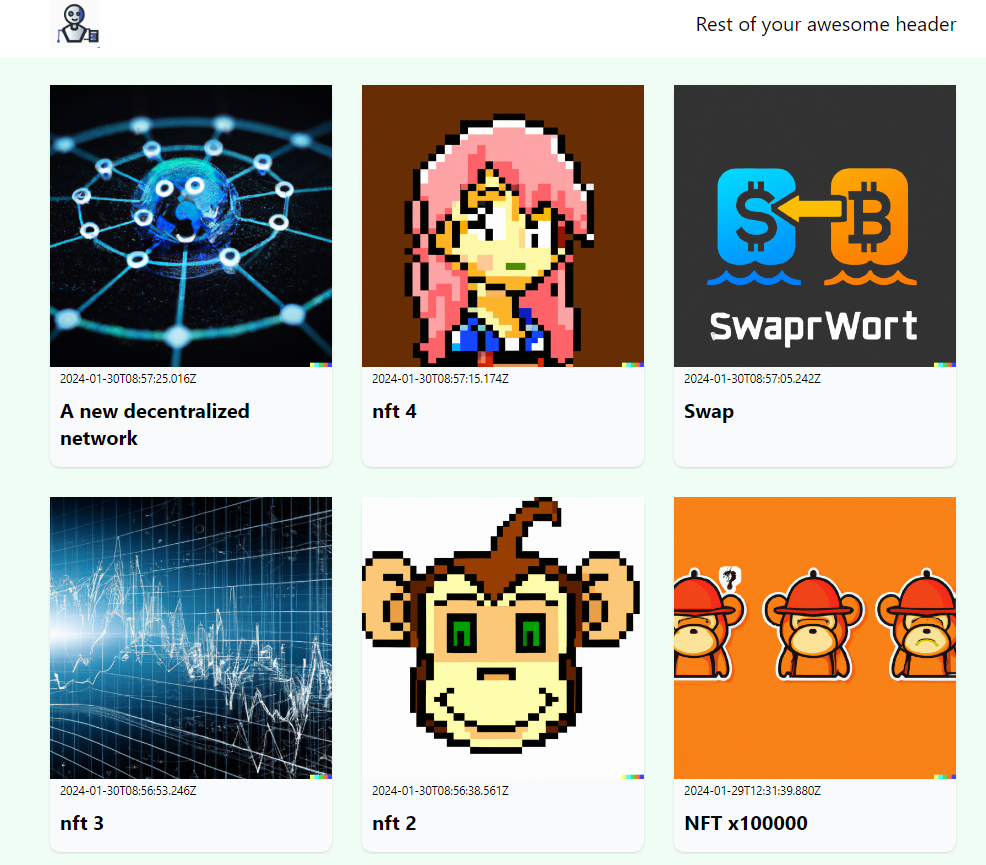 Rest of your awesome header
$
B
SwaprWort
2024-01-30T08:57:25.016Z
2024-01-30T08:57:15.174Z
2024-01-30T08:57:05.242Z
A new decentralized
network
nft 4
Swap
?
2024-01-30T08:56:53.246Z
2024-01-30T08:56:38.561Z
2024-01-29T12:31:39.880Z
nft 3
nft 2
NFT x100000